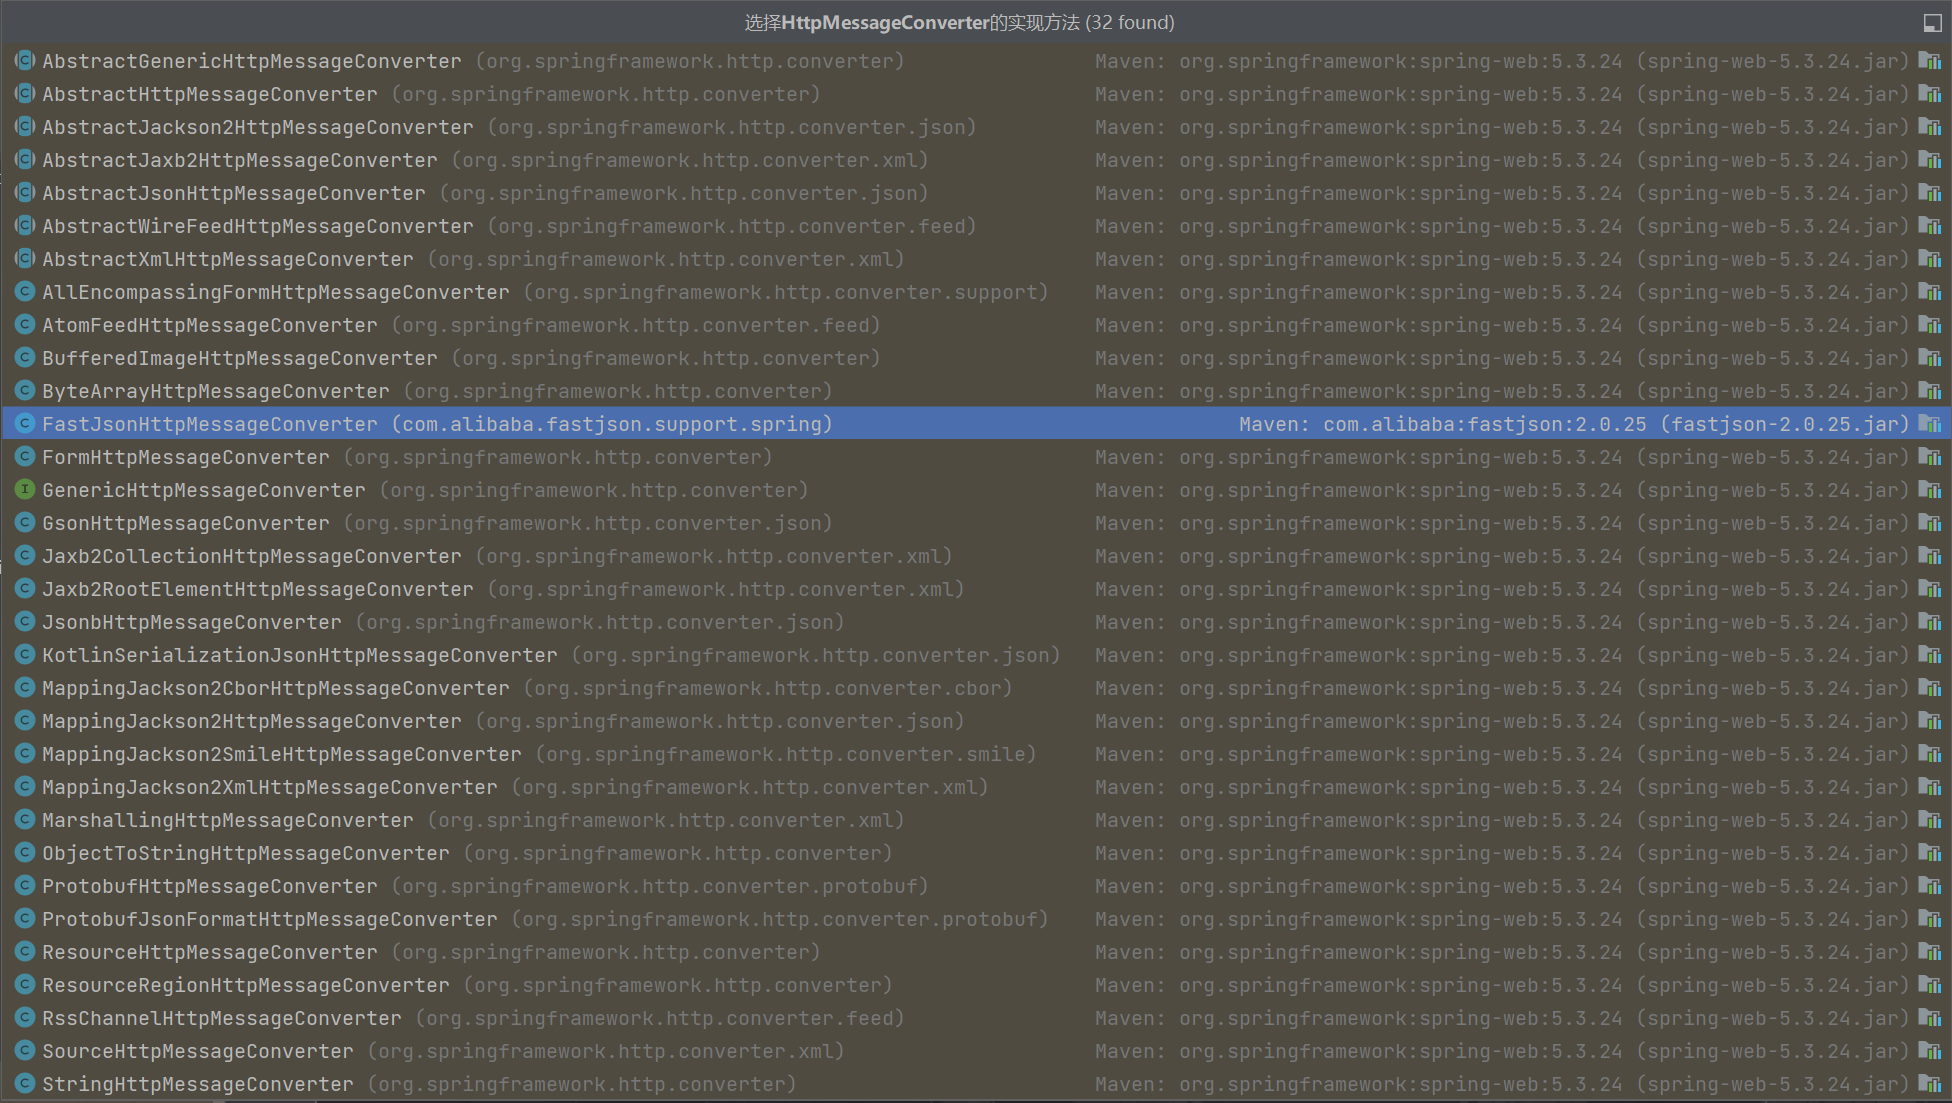 选择HttpMessageConverter的实现方法 (32 found)
AbstractGenericHttpMessageConverter (org.springframework.http.converter) Maven: org.springframework:spring-web:5.3.24 (spring-web-5.3.24.jar)
AbstractHttpMessageConverter (org.springframework.http.converter) Maven: org.springframework:spring-web:5.3.24 (spring-web-5.3.24.jar)
AbstractJackson2HttpMessageConverter (org.springframework.http.converter.json) Maven: org.springframework:spring-web:5.3.24 (spring-web-5.3.24.jar)
AbstractJaxb2HttpMessageConverter (org.springframework.http.converter.xml) Maven: org.springframework:spring-web:5.3.24 (spring-web-5.3.24.jar)
AbstractJsonHttpMessageConverter (org.springframework.http.converter.json) Maven: org.springframework:spring-web:5.3.24 (spring-web-5.3.24.jar)
AbstractWireFeedHttpMessageConverter (org.springframework.http.converter.feed) Maven: org.springframework:spring-web:5.3.24 (spring-web-5.3.24.jar)
AbstractXmlHttpMessageConverter (org.springframework.http.converter.xml) Maven: org.springframework:spring-web:5.3.24 (spring-web-5.3.24.jar)
AllEncompassingFormHttpMessageConverter (org.springframework.http.converter.support) Maven: org.springframework:spring-web:5.3.24 (spring-web-5.3.24.jar)
AtomFeedHttpMessageConverter (org.springframework.http.converter.feed) Maven: org.springframework:spring-web:5.3.24 (spring-web-5.3.24.jar)
BufferedImageHttpMessageConverter (org.springframework.http.converter) Maven: org.springframework:spring-web:5.3.24 (spring-web-5.3.24.jar)
ByteArrayHttpMessageConverter (org.springframework.http.converter) Maven: org.springframework:spring-web:5.3.24 (spring-web-5.3.24.jar)
FastJsonHttpMessageConverter (com.alibaba.fastjson.support.spring) Maven: com.alibaba:fastjson:2.0.25 (fastjson-2.0.25.jar)
FormHttpMessageConverter (org.springframework.http.converter) Maven: org.springframework:spring-web:5.3.24 (spring-web-5.3.24.jar)
GenericHttpMessageConverter (org.springframework.http.converter) Maven: org.springframework:spring-web:5.3.24 (spring-web-5.3.24.jar)
GsonHttpMessageConverter (org.springframework.http.converter.json) Maven: org.springframework:spring-web:5.3.24 (spring-web-5.3.24.jar)
Jaxb2CollectionHttpMessageConverter (org.springframework.http.converter.xml) Maven: org.springframework:spring-web:5.3.24 (spring-web-5.3.24.jar)
Jaxb2RootElementHttpMessageConverter (org.springframework.http.converter.xml) Maven: org.springframework:spring-web:5.3.24 (spring-web-5.3.24.jar)
JsonbHttpMessageConverter (org.springframework.http.converter.json) Maven: org.springframework:spring-web:5.3.24 (spring-web-5.3.24.jar)
KotlinSerializationJsonHttpMessageConverter (org.springframework.http.converter.json) Maven: org.springframework:spring-web:5.3.24 (spring-web-5.3.24.jar)
MappingJackson2CborHttpMessageConverter (org.springframework.http.converter.cbor) Maven: org.springframework:spring-web:5.3.24 (spring-web-5.3.24.jar)
MappingJackson2HttpMessageConverter (org.springframework.http.converter.json) Maven: org.springframework:spring-web:5.3.24 (spring-web-5.3.24.jar)
MappingJackson2SmileHttpMessageConverter (org.springframework.http.converter.smile) Maven: org.springframework:spring-web:5.3.24 (spring-web-5.3.24.jar)
MappingJackson2XmlHttpMessageConverter (org.springframework.http.converter.xml) Maven: org.springframework:spring-web:5.3.24 (spring-web-5.3.24.jar)
MarshallingHttpMessageConverter (org.springframework.http.converter.xml) Maven: org.springframework:spring-web:5.3.24 (spring-web-5.3.24.jar)
ObjectToStringHttpMessageConverter (org.springframework.http.converter) Maven: org.springframework:spring-web:5.3.24 (spring-web-5.3.24.jar)
ProtobufHttpMessageConverter (org.springframework.http.converter.protobuf) Maven: org.springframework:spring-web:5.3.24 (spring-web-5.3.24.jar)
ProtobufJsonFormatHttpMessageConverter (org.springframework.http.converter.protobuf) Maven: org.springframework:spring-web:5.3.24 (spring-web-5.3.24.jar)
ResourceHttpMessageConverter (org.springframework.http.converter) Maven: org.springframework:spring-web:5.3.24 (spring-web-5.3.24.jar)
ResourceRegionHttpMessageConverter (org.springframework.http.converter) Maven: org.springframework:spring-web:5.3.24 (spring-web-5.3.24.jar)
RssChannelHttpMessageConverter (org.springframework.http.converter.feed) Maven: org.springframework:spring-web:5.3.24 (spring-web-5.3.24.jar)
SourceHttpMessageConverter (org.springframework.http.converter.xml) Maven: org.springframework:spring-web:5.3.24 (spring-web-5.3.24.jar)
StringHttpMessageConverter (org.springframework.http.converter) Maven: org.springframework:spring-web:5.3.24 (spring-web-5.3.24.jar)